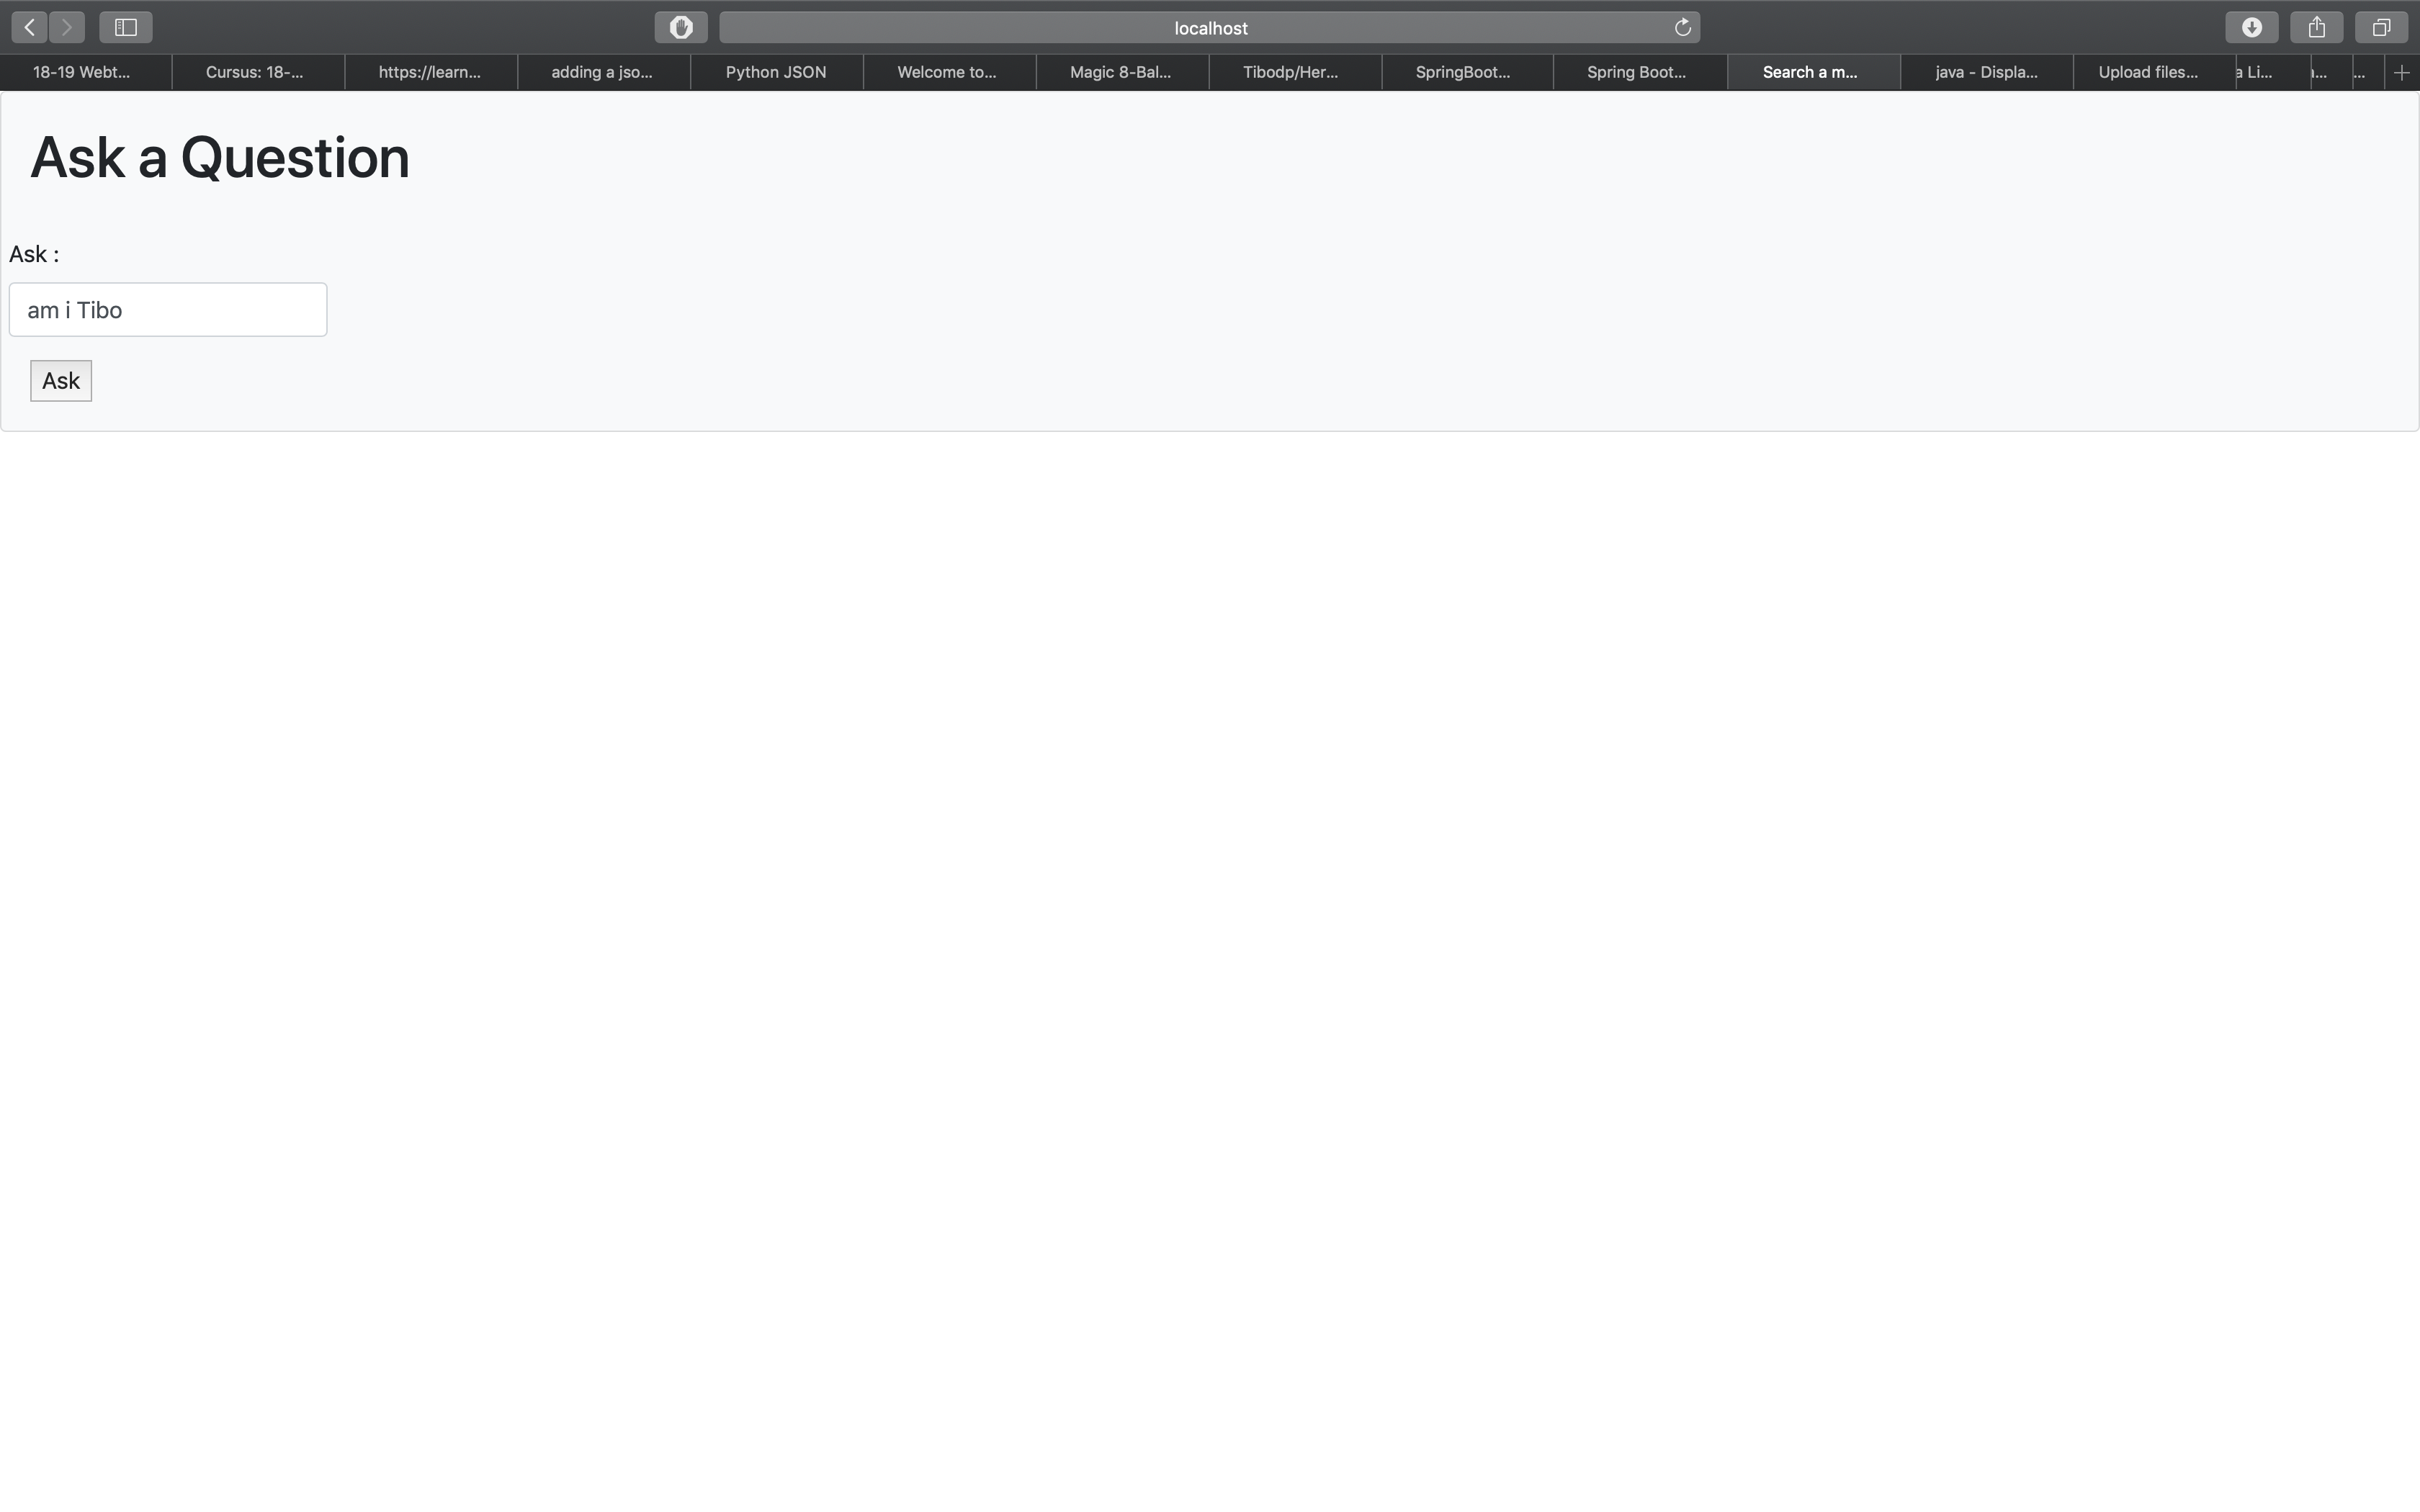 localhost
18-19 Webt... Cursus: 18-... https://learn... adding a jso... Python JSON Welcome to... Magic 8-Bal... Tibodp/Her... SpringBoot... Spring Boot... Search a m... java - Displa... Upload files... a Li... ... ...
Ask a Question
Ask :
am i Tibo
Ask